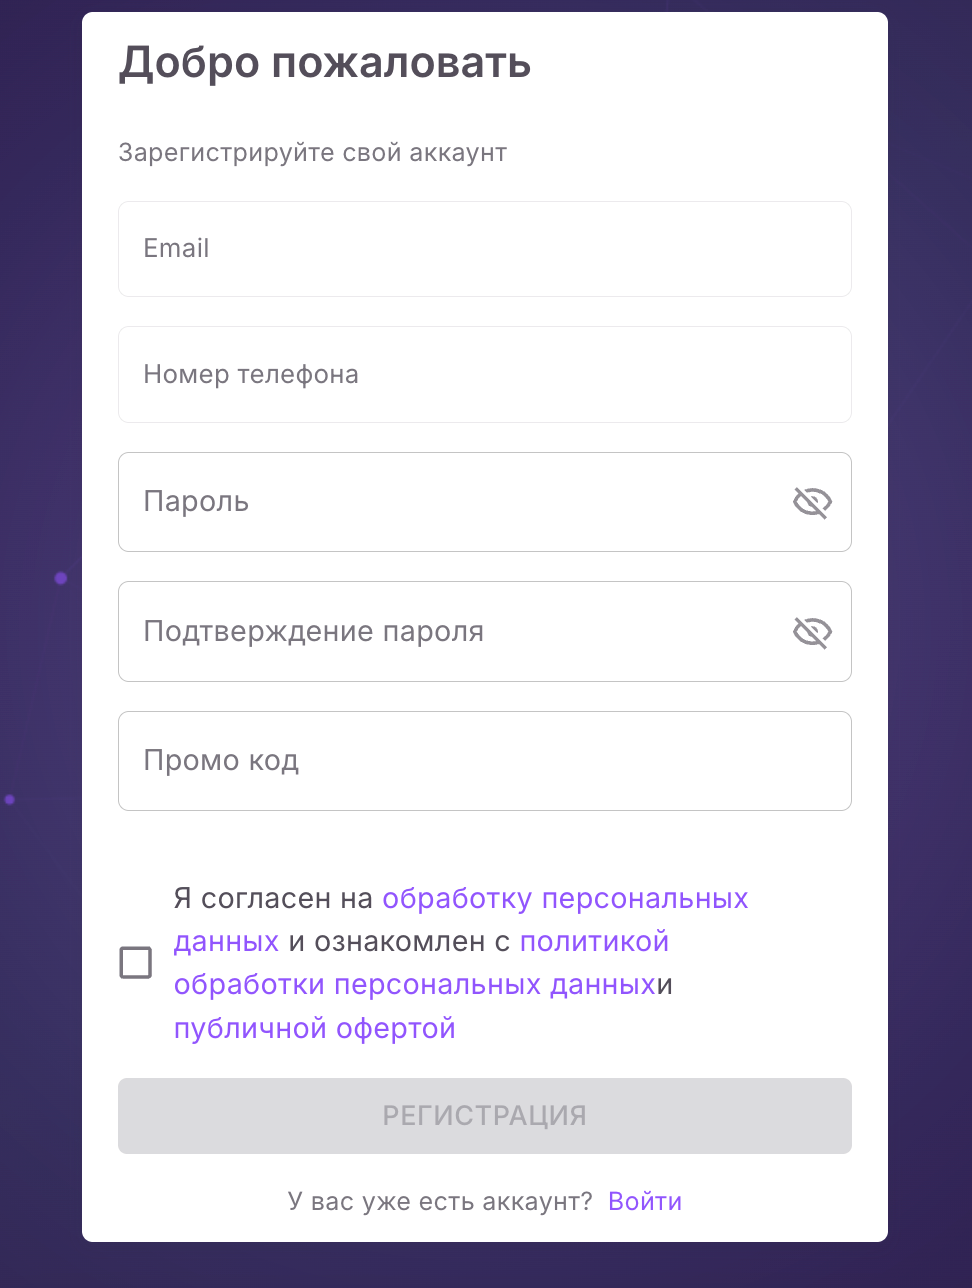 Добро пожаловать
Зарегистрируйте свой аккаунт
Email
Номер телефона
Пароль
Подтверждение пароля
Промо код
Я согласен на обработку персональных
данных и ознакомлен с политикой
обработки персональных данныхи
публичной офертой
РЕГИСТРАЦИЯ
У вас уже есть аккаунт? Войти